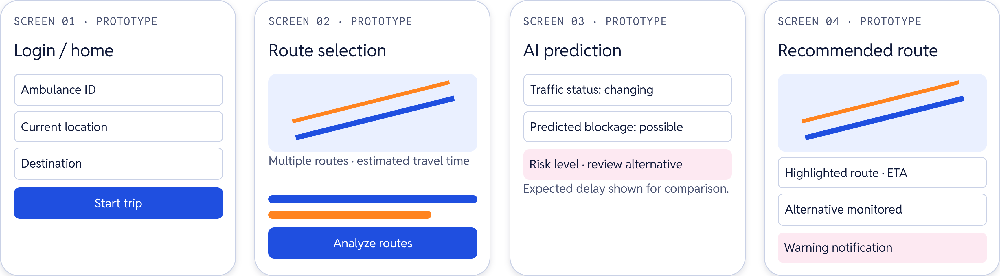 SCREEN 01 · PROTOTYPE
Login / home
Ambulance ID
Current location
Destination
Start trip
SCREEN 02 · PROTOTYPE
Route selection
Multiple routes · estimated travel time
Analyze routes
SCREEN 03 · PROTOTYPE
AI prediction
Traffic status: changing
Predicted blockage: possible
Risk level · review alternative
Expected delay shown for comparison.
SCREEN 04 · PROTOTYPE
Recommended route
Highlighted route · ETA
Alternative monitored
Warning notification